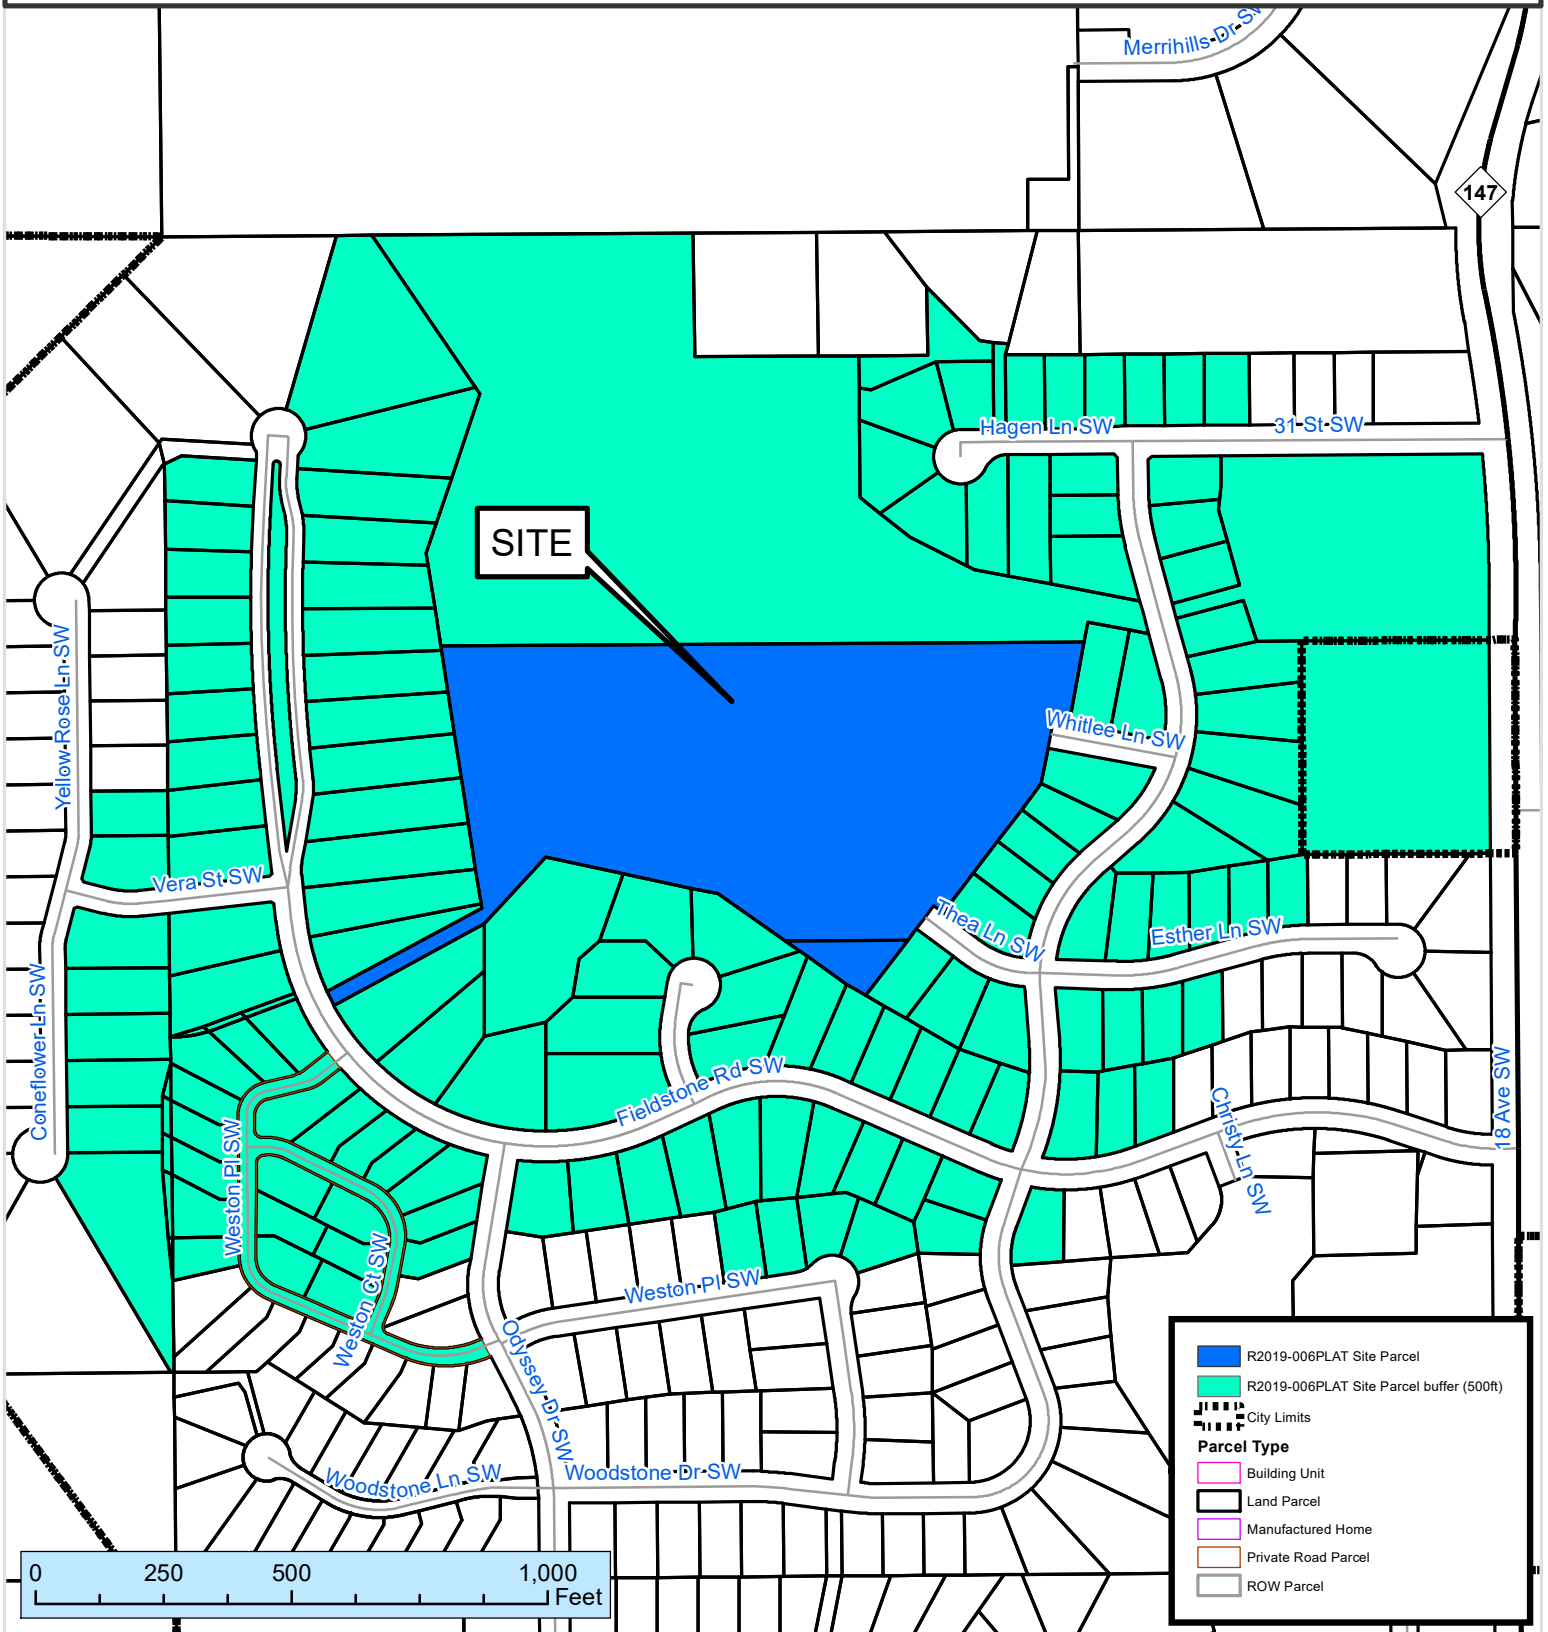 Merrihills Dr SW
147
Hagen Ln SW
31 St SW
SITE
Yellow Rose Ln SW
Whitlee Ln SW
Vera St SW
Thea Ln SW
Esther Ln SW
Coneflower Ln SW
Fieldstone Rd SW
18 Ave SW
Christy Ln SW
Weston Pl SW
Weston Ct SW
Weston Pl SW
Odyssey Dr SW
Woodstone Ln SW
Woodstone Dr SW
R2019-006PLAT Site Parcel
R2019-006PLAT Site Parcel buffer (500ft)
City Limits
Parcel Type
Building Unit
Land Parcel
Manufactured Home
Private Road Parcel
ROW Parcel
0 250 500 1,000
Feet